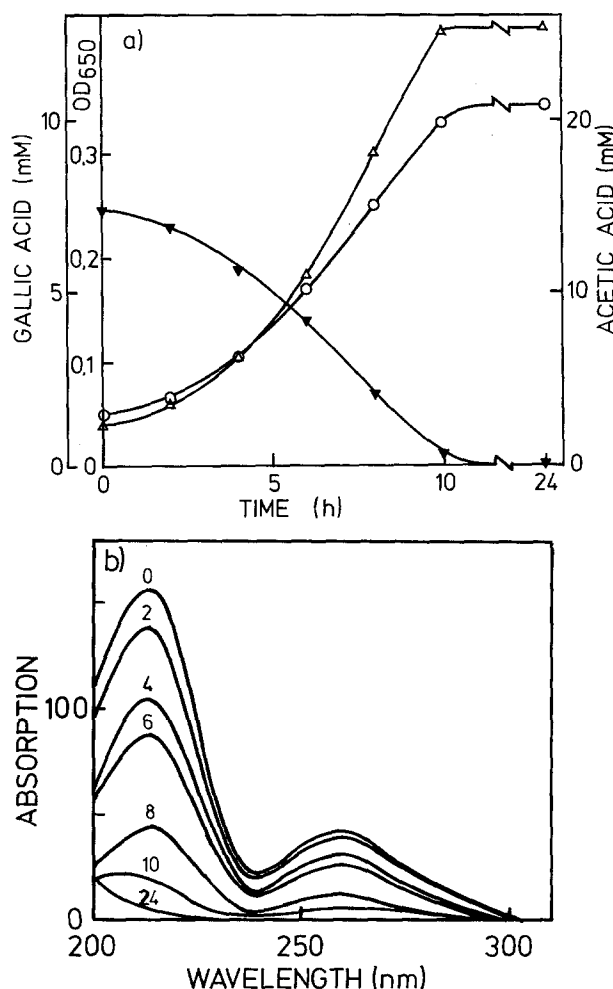 a)
OD650
GALLIC ACID (mM)
ACETIC ACID (mM)
10
5
0
0,3
0,2
0,1
0
20
10
0
0 5 10 24
TIME (h)
b)
0
2
4
6
8
10
24
ABSORPTION
100
0
200 250 300
WAVELENGTH (nm)